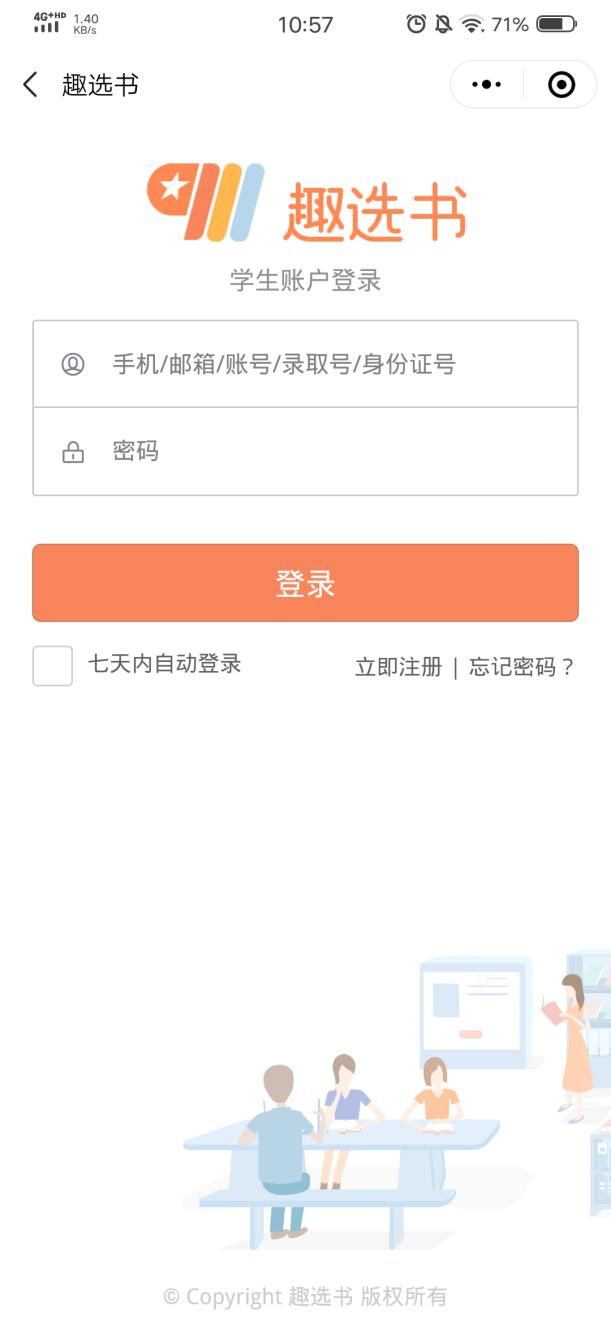 4G+HD 1.40 KB/s 10:57 71%
趣选书
趣选书
学生账户登录
手机/邮箱/账号/录取号/身份证号
密码
登录
七天内自动登录 立即注册 | 忘记密码？
© Copyright 趣选书 版权所有